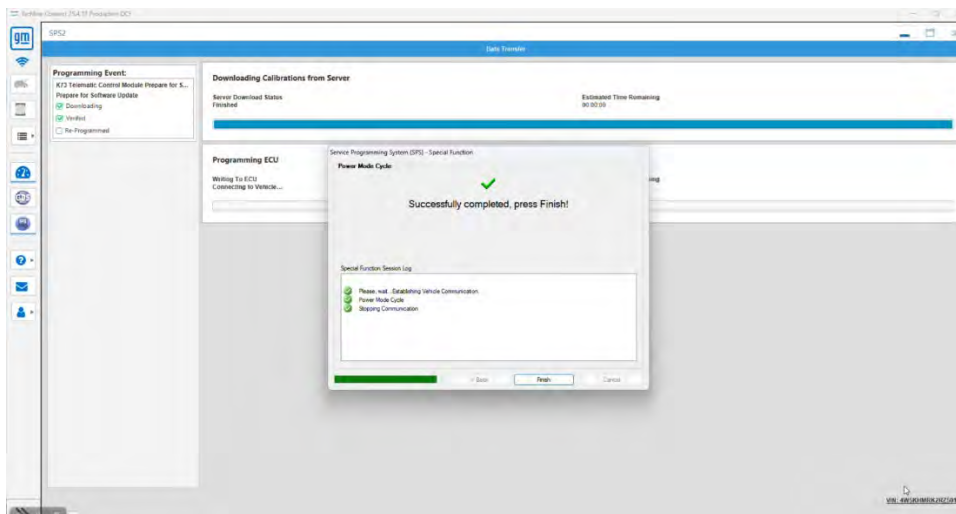 gm
SPS2
Data Transfer
Programming Event:
K73 Telematic Control Module Prepare for S...
Prepare for Software Update
Downloading
Verified
Re-Programmed
Downloading Calibrations from Server
Server Download Status
Finished
Estimated Time Remaining
00:00:00
Programming ECU
Writing To ECU
Connecting to Vehicle...
Service Programming System (SPS) - Special Function
Power Mode Cycle
Successfully completed, press Finish!
Special Function Session Log
Please, wait...Establishing Vehicle Communication...
Power Mode Cycle
Stopping Communication
< Back
Finish
Cancel